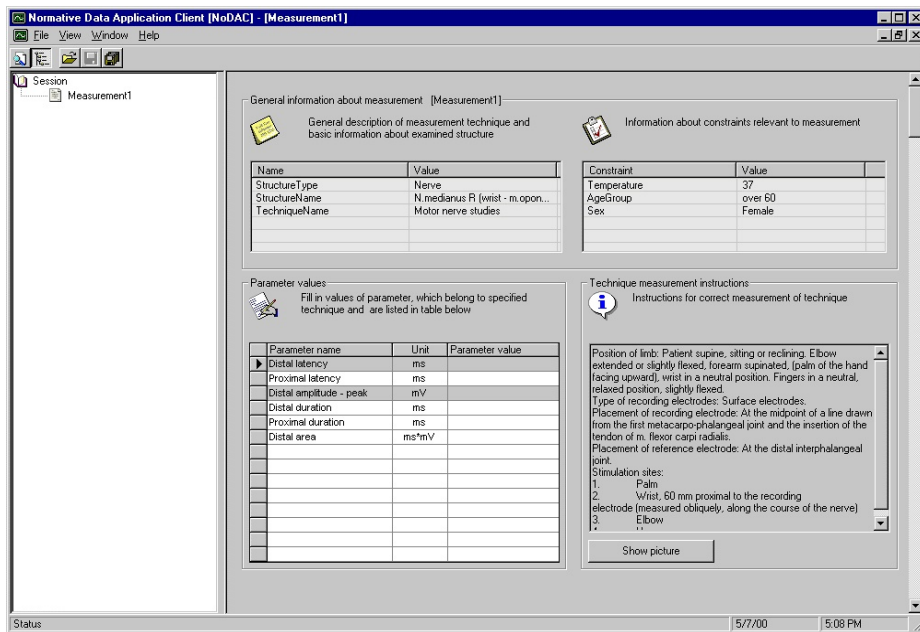 Normative Data Application Client [NoDAC] - [Measurement1]
File View Window Help
Session
Measurement1
General information about measurement [Measurement1]
General description of measurement technique and
basic information about examined structure
Name Value
StructureType Nerve
StructureName N.medianus R (wrist - m.opon...
TechniqueName Motor nerve studies
Information about constraints relevant to measurement
Constraint Value
Temperature 37
AgeGroup over 60
Sex Female
Parameter values
Fill in values of parameter, which belong to specified
technique and are listed in table below
Parameter name Unit Parameter value
Distal latency ms
Proximal latency ms
Distal amplitude - peak mV
Distal duration ms
Proximal duration ms
Distal area ms*mV
Technique measurement instructions
Instructions for correct measurement of technique
Position of limb: Patient supine, sitting or reclining. Elbow
extended or slightly flexed, forearm supinated, (palm of the hand
facing upward), wrist in a neutral position. Fingers in a neutral,
relaxed position, slightly flexed.
Type of recording electrodes: Surface electrodes.
Placement of recording electrode: At the midpoint of a line drawn
from the first metacarpo-phalangeal joint and the insertion of the
tendon of m. flexor carpi radialis.
Placement of reference electrode: At the distal interphalangeal
joint.
Stimulation sites:
1. Palm
2. Wrist, 60 mm proximal to the recording
electrode (measured obliquely, along the course of the nerve)
3. Elbow
Show picture
Status 5/7/00 5:08 PM